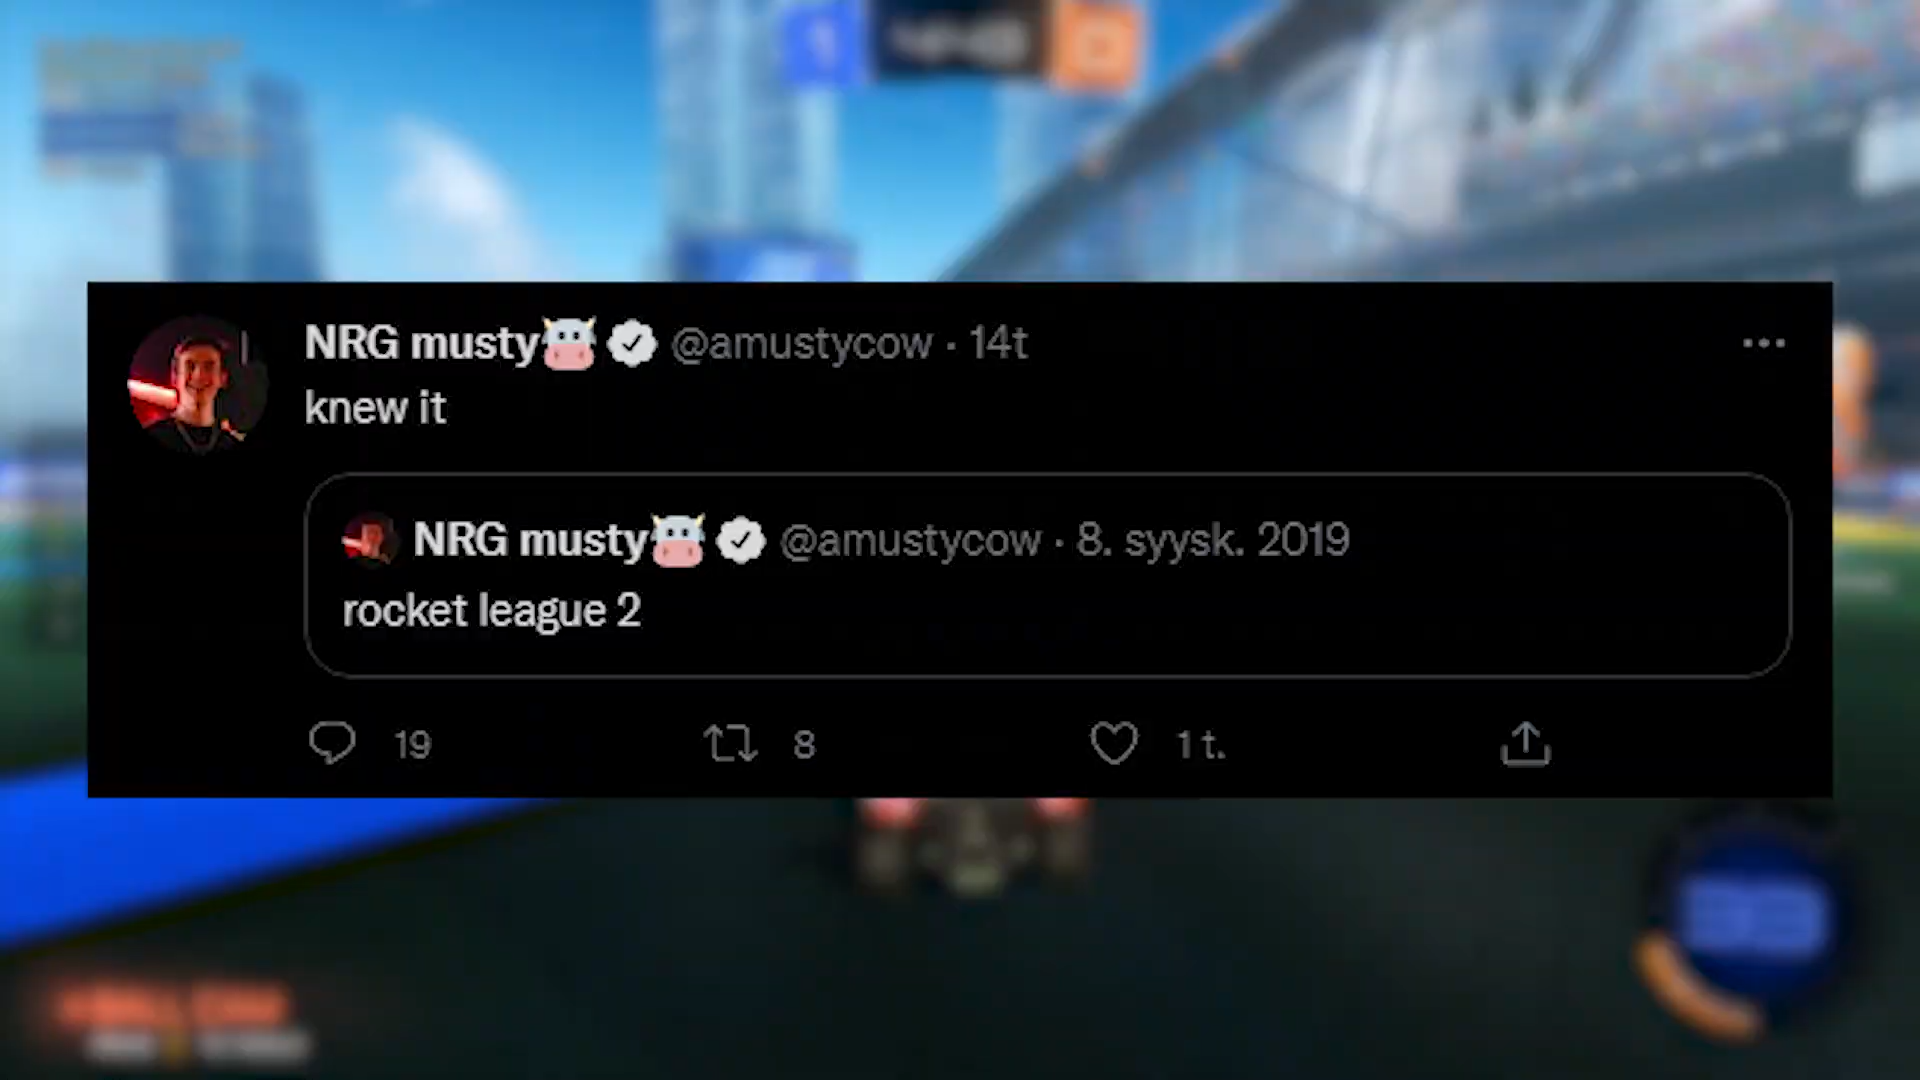 NRG musty🐮 @amustycow · 14t
knew it
NRG musty🐮 @amustycow · 8. syysk. 2019
rocket league 2
19 8 1 t.